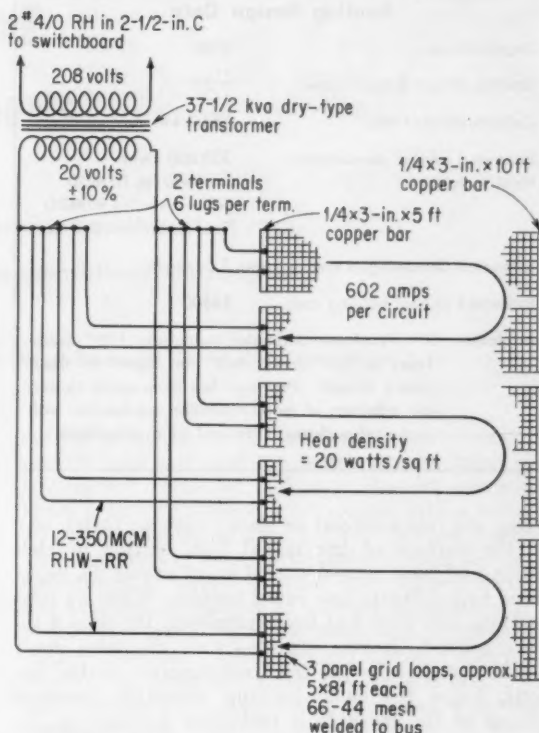 2 #4/0 RH in 2-1/2-in. C
to switchboard
208 volts
37-1/2 kva dry-type
transformer
20 volts
±10 %
2 terminals
6 lugs per term.
1/4×3-in.×10 ft
copper bar
1/4×3-in.×5 ft
copper bar
602 amps
per circuit
Heat density
= 20 watts/sq ft
12-350 MCM
RHW-RR
3 panel grid loops, approx.
5×81 ft each
66-44 mesh
welded to bus